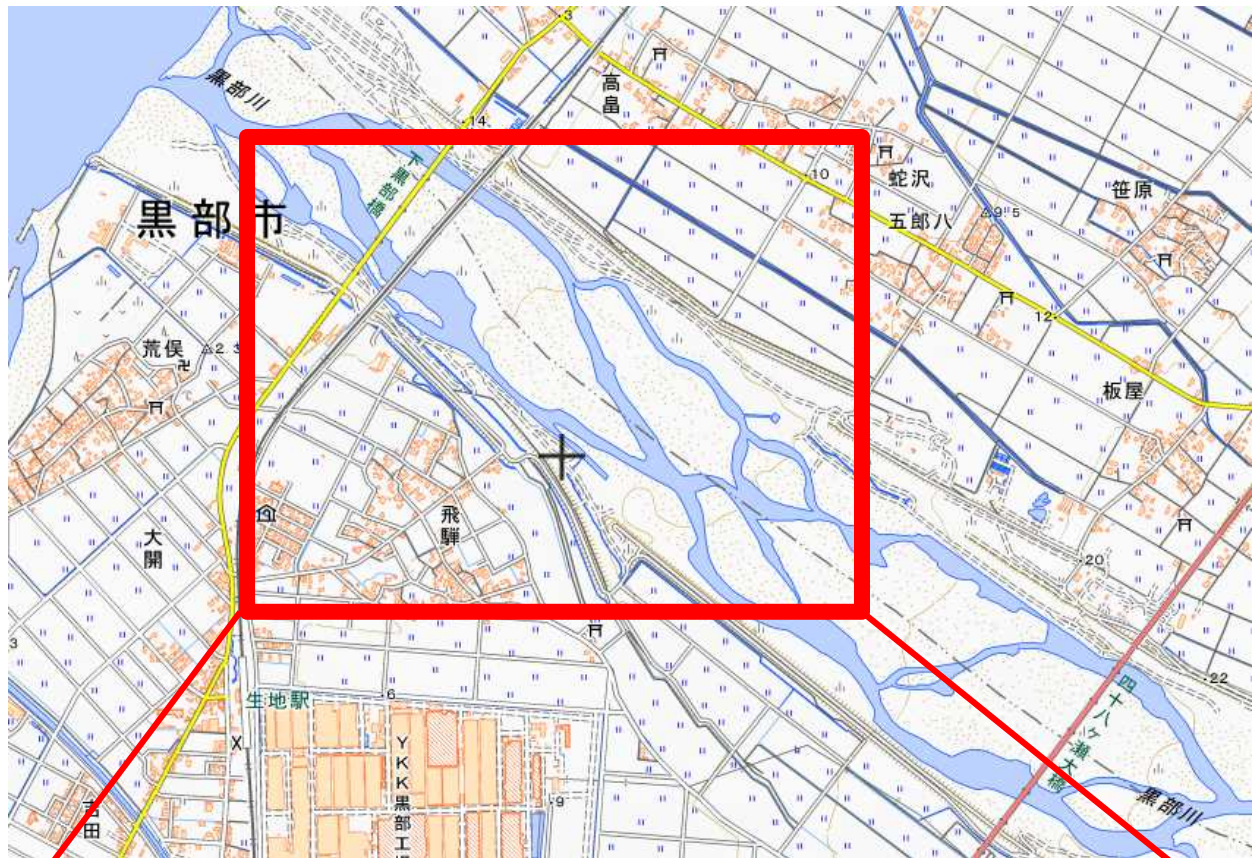 ・3
黒部川
高畠
・14
下黒部橋
・10
蛇沢
笹原
黒部市
五郎八
△9.5
12・
荒俣
△2.3
板屋
飛騨
大開
・20
3
・22
生地駅
・6
四十八ヶ瀬大橋
YKK黒部工場
・9
黒部川
吉田